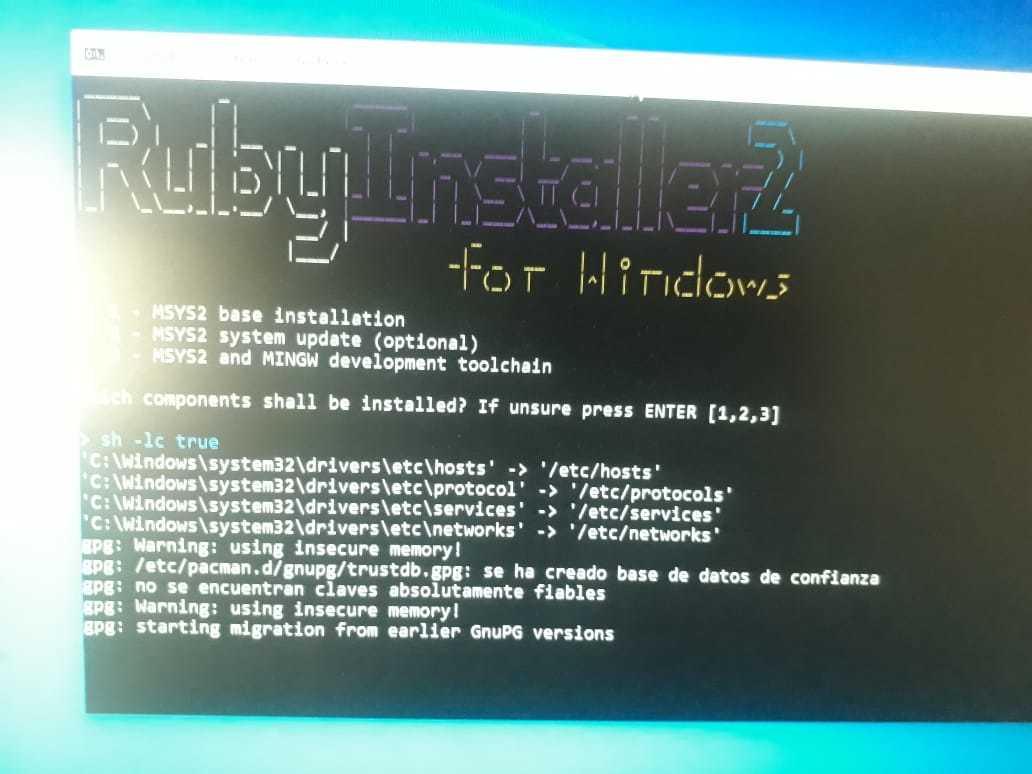 RubyInstaller2
for Windows
- MSYS2 base installation
- MSYS2 system update (optional)
- MSYS2 and MINGW development toolchain
components shall be installed? If unsure press ENTER [1,2,3]
> sh -lc true
'C:\Windows\system32\drivers\etc\hosts' -> '/etc/hosts'
'C:\Windows\system32\drivers\etc\protocol' -> '/etc/protocols'
'C:\Windows\system32\drivers\etc\services' -> '/etc/services'
'C:\Windows\system32\drivers\etc\networks' -> '/etc/networks'
gpg: Warning: using insecure memory!
gpg: /etc/pacman.d/gnupg/trustdb.gpg: se ha creado base de datos de confianza
gpg: no se encuentran claves absolutamente fiables
gpg: Warning: using insecure memory!
gpg: starting migration from earlier GnuPG versions